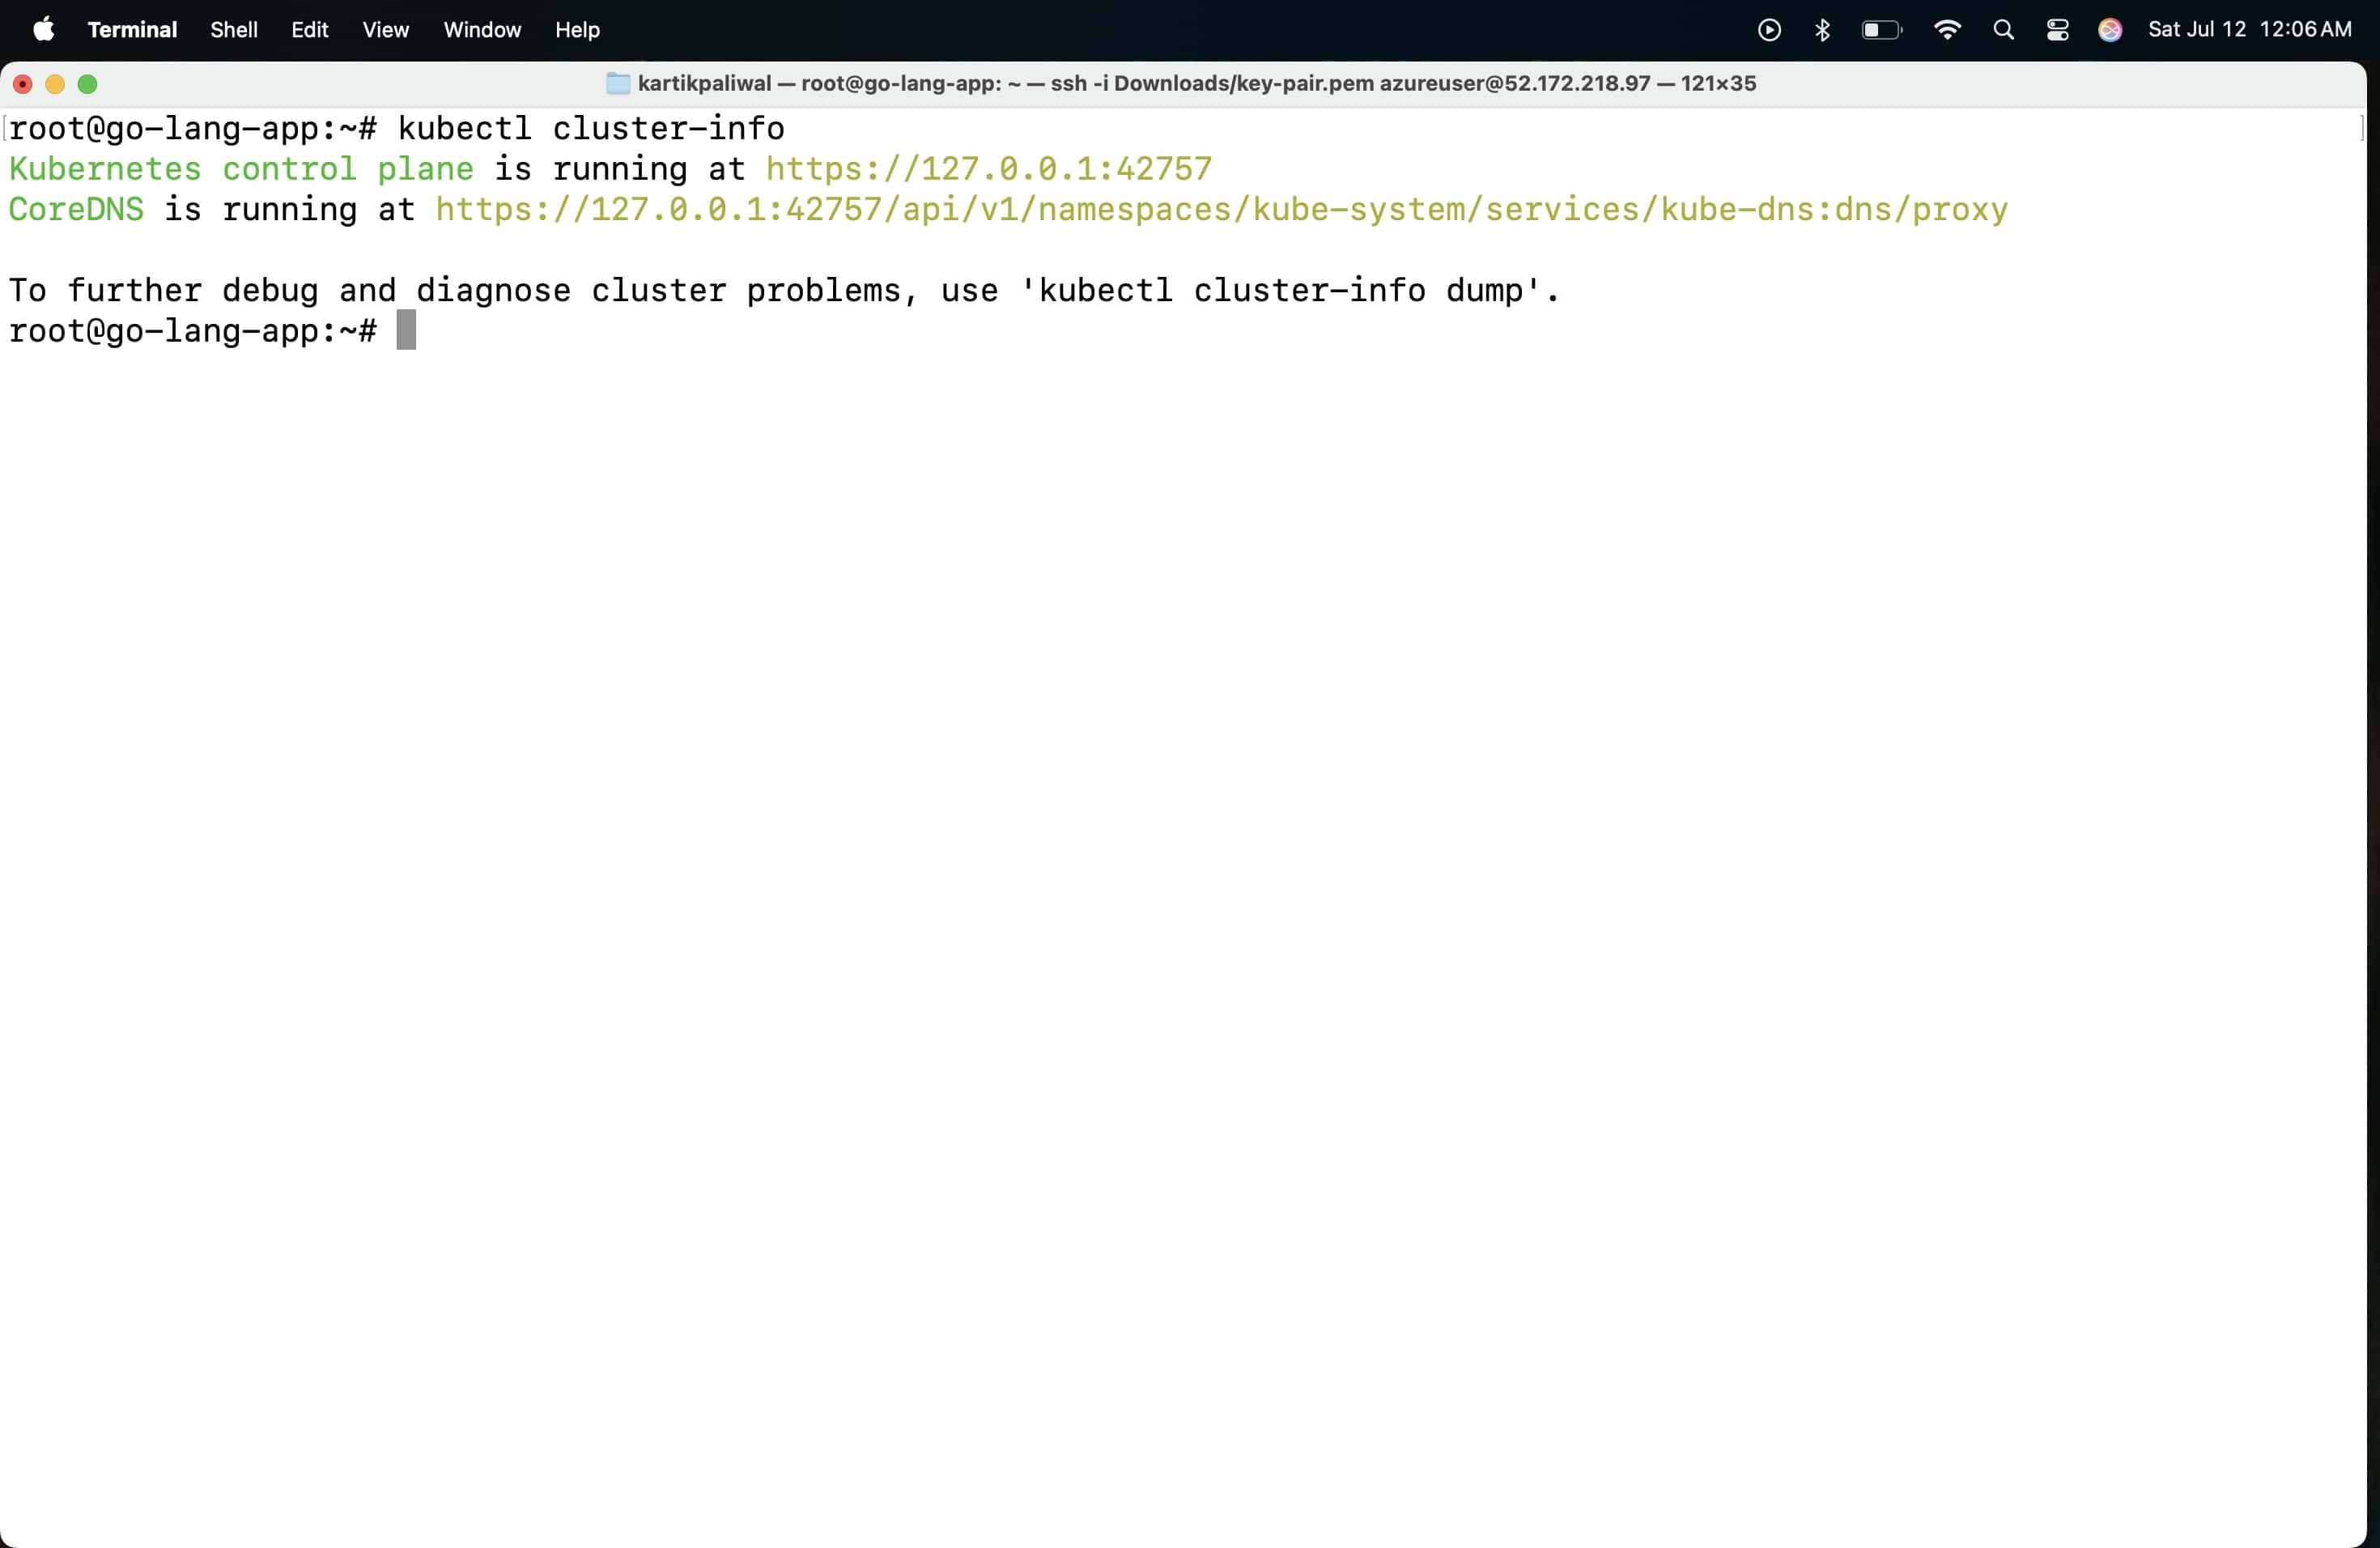 Terminal Shell Edit View Window Help Sat Jul 12 12:06 AM
kartikpaliwal — root@go-lang-app: ~ — ssh -i Downloads/key-pair.pem azureuser@52.172.218.97 — 121×35
root@go-lang-app:~# kubectl cluster-info
Kubernetes control plane is running at https://127.0.0.1:42757
CoreDNS is running at https://127.0.0.1:42757/api/v1/namespaces/kube-system/services/kube-dns:dns/proxy
To further debug and diagnose cluster problems, use 'kubectl cluster-info dump'.
root@go-lang-app:~#